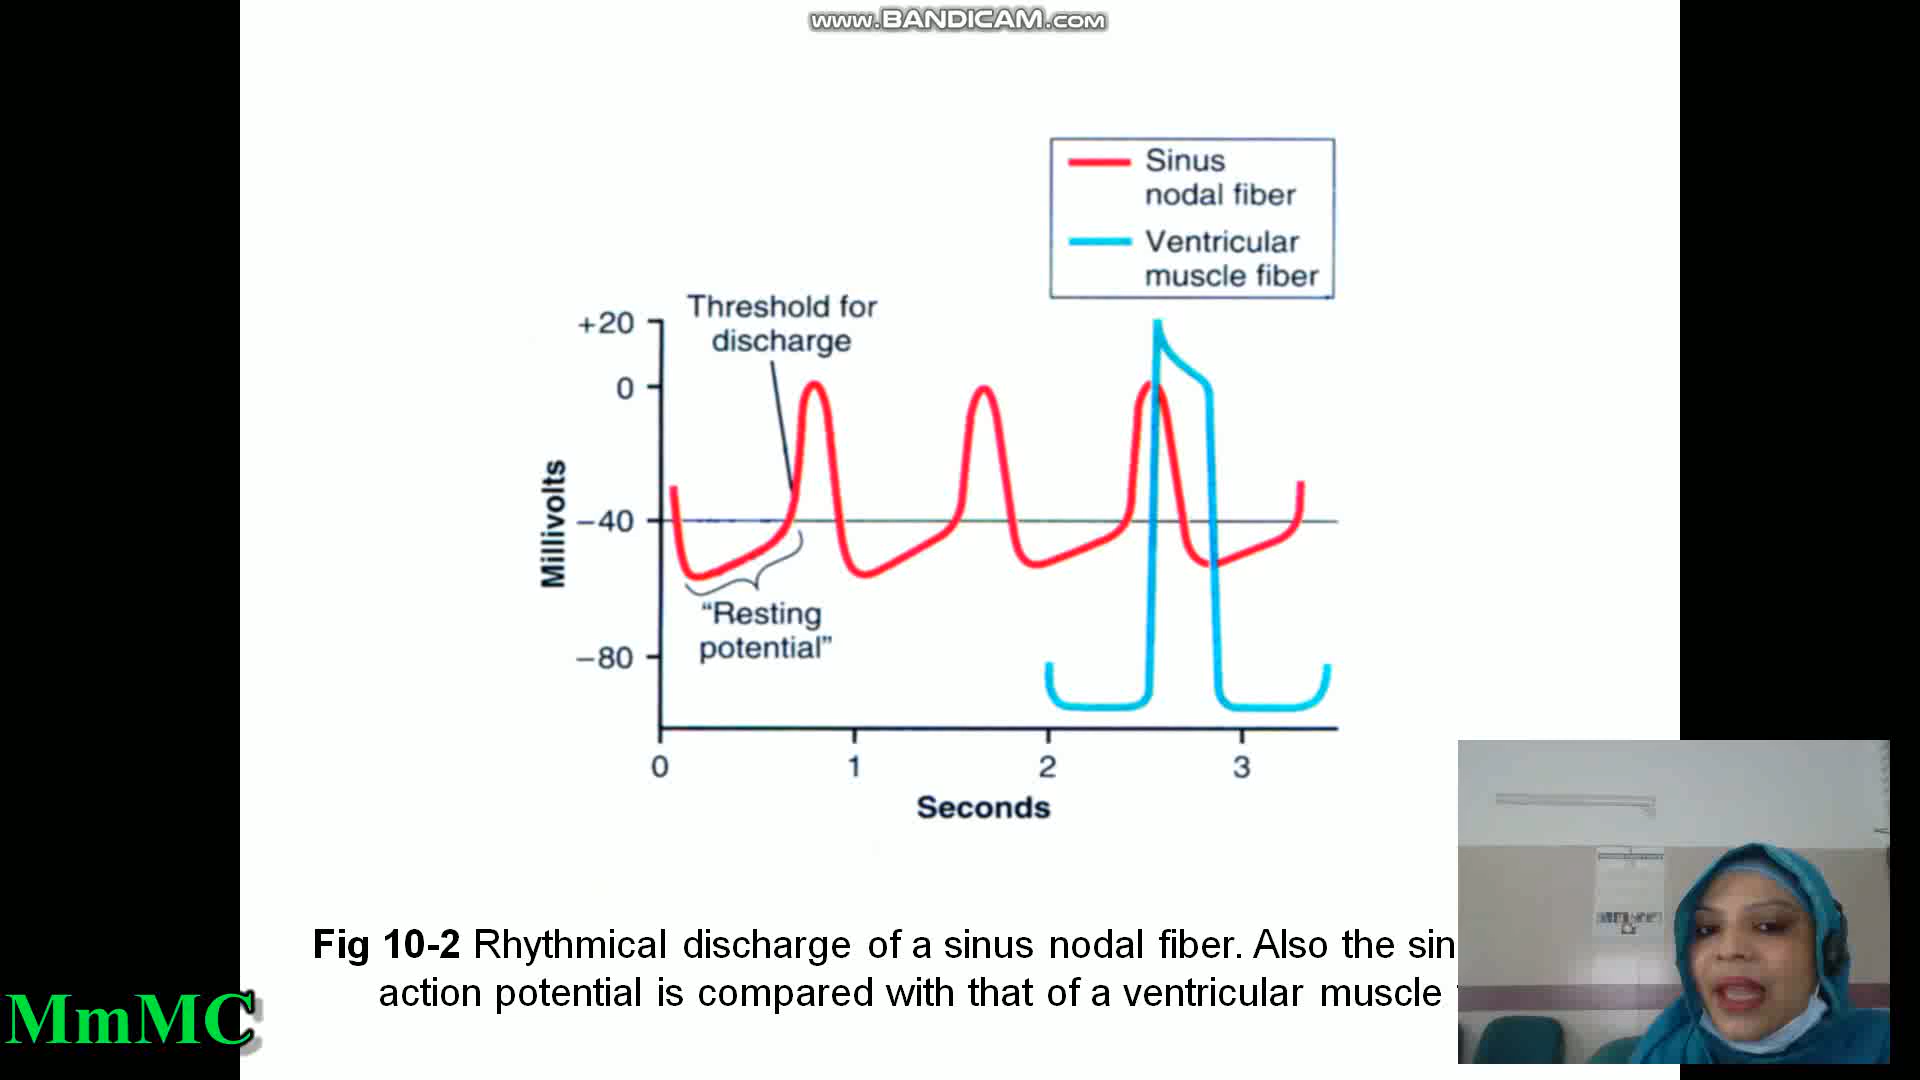 www.BANDICAM.com
Sinus
nodal fiber
Ventricular
muscle fiber
Threshold for
discharge
+20
0
−40
−80
Millivolts
“Resting
potential”
0 1 2 3
Seconds
Fig 10-2 Rhythmical discharge of a sinus nodal fiber. Also the sin
action potential is compared with that of a ventricular muscle
MmMC